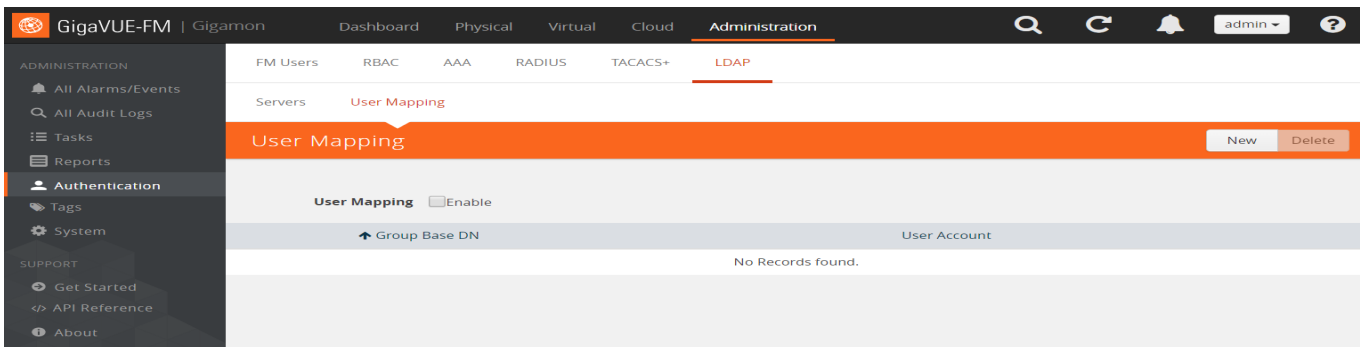 GigaVUE-FM | Gigamon Dashboard Physical Virtual Cloud Administration admin ?
ADMINISTRATION
All Alarms/Events
All Audit Logs
Tasks
Reports
Authentication
Tags
System
SUPPORT
Get Started
</> API Reference
About
FM Users RBAC AAA RADIUS TACACS+ LDAP
Servers User Mapping
User Mapping New Delete
User Mapping Enable
Group Base DN User Account
No Records found.